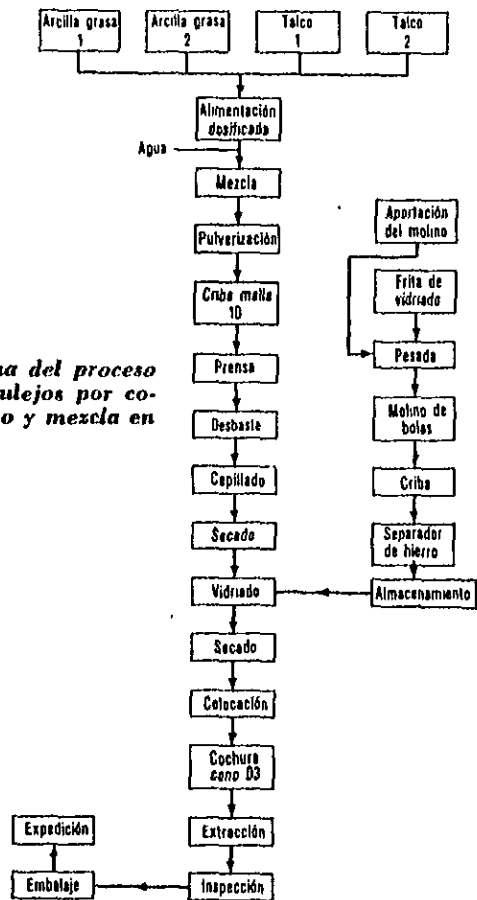 Arcilla grasa
1
Arcilla grasa
2
Talco
1
Talco
2
Alimentación
dosificada
Agua
Mezcla
Pulverización
Criba malla
10
Prensa
Desbaste
Cepillado
Secado
Vidriado
Secado
Colocación
Cochura
cono 03
Extracción
Inspección
Embalaje
Expedición
Aportación
del molino
Frita de
vidriado
Pesada
Molino de
bolas
Criba
Separador
de hierro
Almacenamiento
na del proceso
ulejos por co-
o y mezcla en